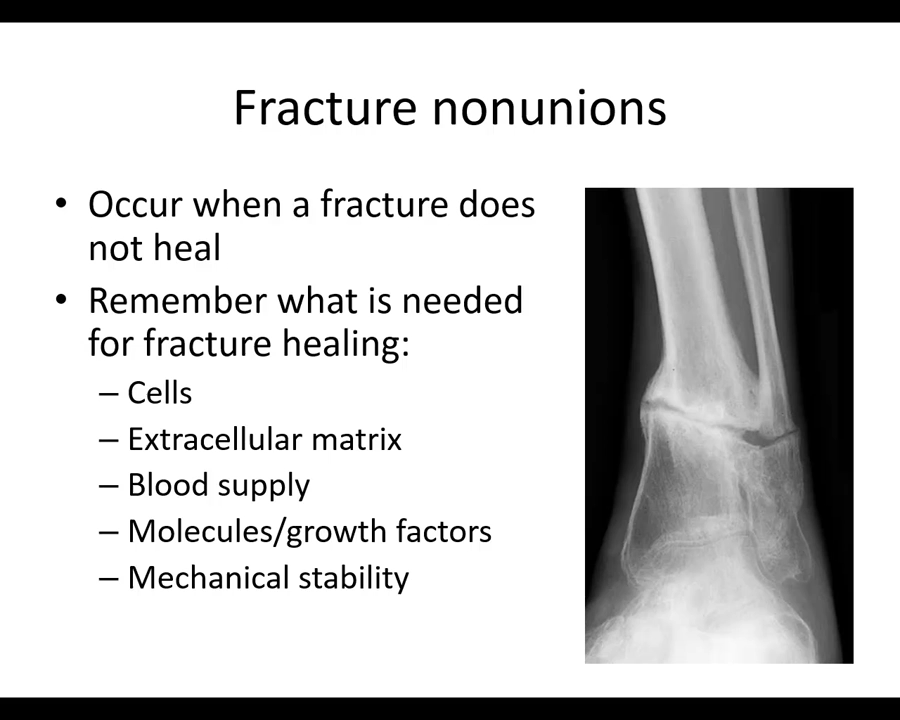 Fracture nonunions
• Occur when a fracture does
not heal
• Remember what is needed
for fracture healing:
– Cells
– Extracellular matrix
– Blood supply
– Molecules/growth factors
– Mechanical stability